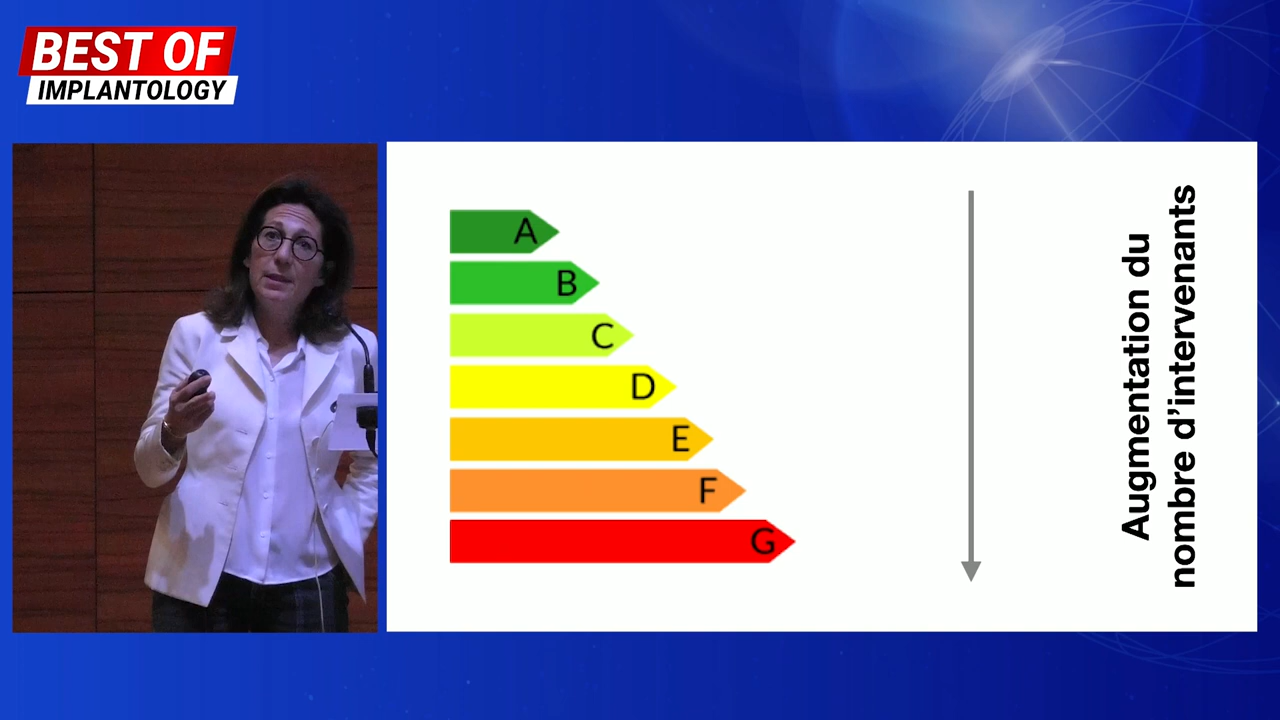 BEST OF
IMPLANTOLOGY
A
B
C
D
E
F
G
Augmentation du
nombre d'intervenants